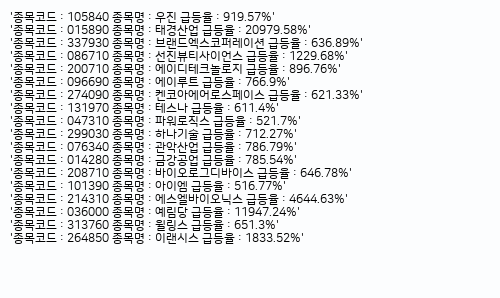 '종목코드 : 105840 종목명 : 우진 급등율 : 919.57%'
'종목코드 : 015890 종목명 : 태경산업 급등율 : 20979.58%'
'종목코드 : 337930 종목명 : 브랜드엑스코퍼레이션 급등율 : 636.89%'
'종목코드 : 086710 종목명 : 선진뷰티사이언스 급등율 : 1229.68%'
'종목코드 : 200710 종목명 : 에이디테크놀로지 급등율 : 896.76%'
'종목코드 : 096690 종목명 : 에이루트 급등율 : 766.9%'
'종목코드 : 274090 종목명 : 켄코아에어로스페이스 급등율 : 621.33%'
'종목코드 : 131970 종목명 : 테스나 급등율 : 611.4%'
'종목코드 : 047310 종목명 : 파워로직스 급등율 : 521.7%'
'종목코드 : 299030 종목명 : 하나기술 급등율 : 712.27%'
'종목코드 : 076340 종목명 : 관악산업 급등율 : 786.79%'
'종목코드 : 014280 종목명 : 금강공업 급등율 : 785.54%'
'종목코드 : 208710 종목명 : 바이오로그디바이스 급등율 : 646.78%'
'종목코드 : 101390 종목명 : 아이엠 급등율 : 516.77%'
'종목코드 : 214310 종목명 : 에스엘바이오닉스 급등율 : 4644.63%'
'종목코드 : 036000 종목명 : 예림당 급등율 : 11947.24%'
'종목코드 : 313760 종목명 : 윌링스 급등율 : 651.3%'
'종목코드 : 264850 종목명 : 이랜시스 급등율 : 1833.52%'